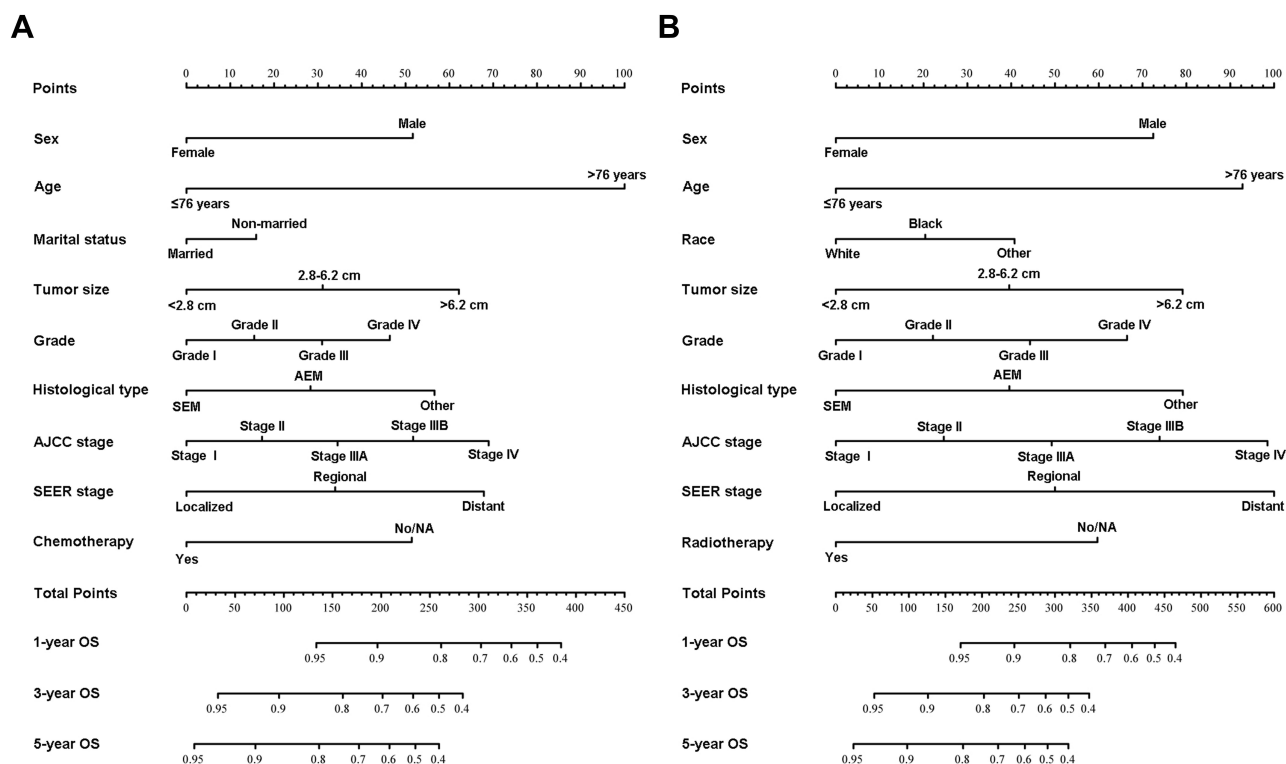 A
Points 0 10 20 30 40 50 60 70 80 90 100
Sex Female Male
Age ≤76 years >76 years
Marital status Married Non-married
Tumor size <2.8 cm 2.8-6.2 cm >6.2 cm
Grade Grade I Grade II Grade III Grade IV
Histological type SEM AEM Other
AJCC stage Stage I Stage II Stage IIIA Stage IIIB Stage IV
SEER stage Localized Regional Distant
Chemotherapy Yes No/NA
Total Points 0 50 100 150 200 250 300 350 400 450
1-year OS 0.95 0.9 0.8 0.7 0.6 0.5 0.4
3-year OS 0.95 0.9 0.8 0.7 0.6 0.5 0.4
5-year OS 0.95 0.9 0.8 0.7 0.6 0.5 0.4
B
Points 0 10 20 30 40 50 60 70 80 90 100
Sex Female Male
Age ≤76 years >76 years
Race White Black Other
Tumor size <2.8 cm 2.8-6.2 cm >6.2 cm
Grade Grade I Grade II Grade III Grade IV
Histological type SEM AEM Other
AJCC stage Stage I Stage II Stage IIIA Stage IIIB Stage IV
SEER stage Localized Regional Distant
Radiotherapy Yes No/NA
Total Points 0 50 100 150 200 250 300 350 400 450 500 550 600
1-year OS 0.95 0.9 0.8 0.7 0.6 0.5 0.4
3-year OS 0.95 0.9 0.8 0.7 0.6 0.5 0.4
5-year OS 0.95 0.9 0.8 0.7 0.6 0.5 0.4